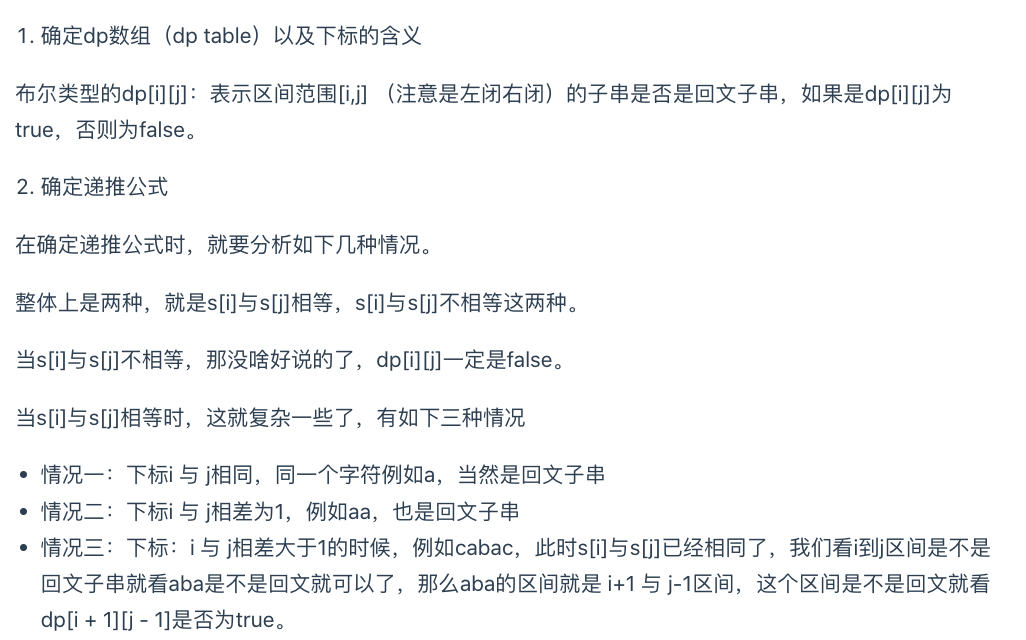 1. 确定dp数组（dp table）以及下标的含义
布尔类型的dp[i][j]：表示区间范围[i,j] （注意是左闭右闭）的子串是否是回文子串，如果是dp[i][j]为
true，否则为false。
2. 确定递推公式
在确定递推公式时，就要分析如下几种情况。
整体上是两种，就是s[i]与s[j]相等，s[i]与s[j]不相等这两种。
当s[i]与s[j]不相等，那没啥好说的了，dp[i][j]一定是false。
当s[i]与s[j]相等时，这就复杂一些了，有如下三种情况
• 情况一：下标i 与 j相同，同一个字符例如a，当然是回文子串
• 情况二：下标i 与 j相差为1，例如aa，也是回文子串
• 情况三：下标：i 与 j相差大于1的时候，例如cabac，此时s[i]与s[j]已经相同了，我们看i到j区间是不是
回文子串就看aba是不是回文就可以了，那么aba的区间就是 i+1 与 j-1区间，这个区间是不是回文就看
dp[i + 1][j - 1]是否为true。